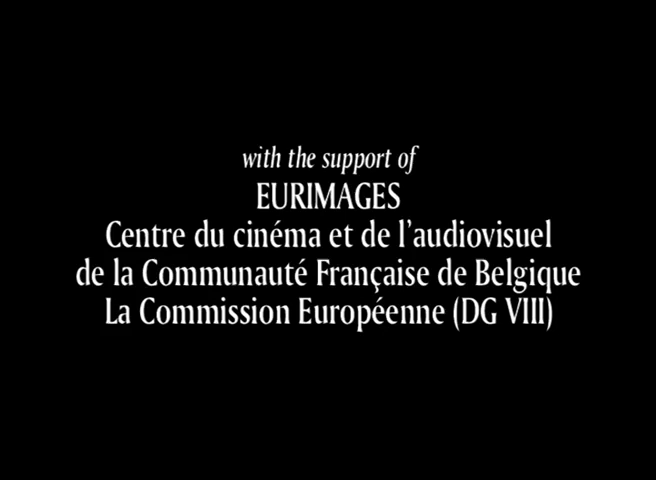 with the support of
EURIMAGES
Centre du cinéma et de l'audiovisuel
de la Communauté Française de Belgique
La Commission Européenne (DG VIII)